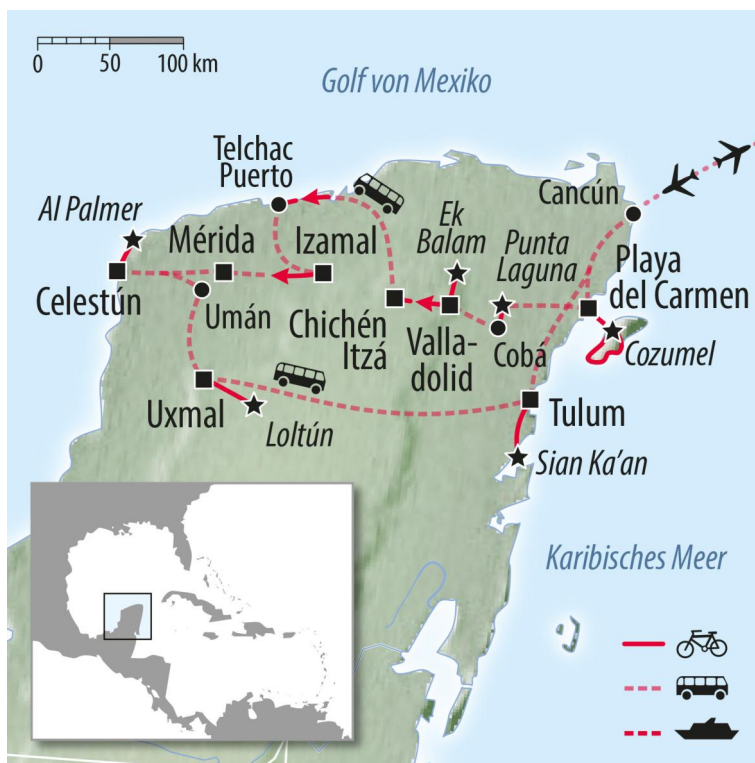 0 50 100 km
Golf von Mexiko
Telchac
Puerto
Cancún
Al Palmer
Ek
Balam
Mérida
Izamal
Punta
Laguna
Playa
del Carmen
Celestún
Umán
Chichén
Itzá
Valla-
dolid
Cobá
Cozumel
Uxmal
Loltún
Tulum
Sian Ka’an
Karibisches Meer